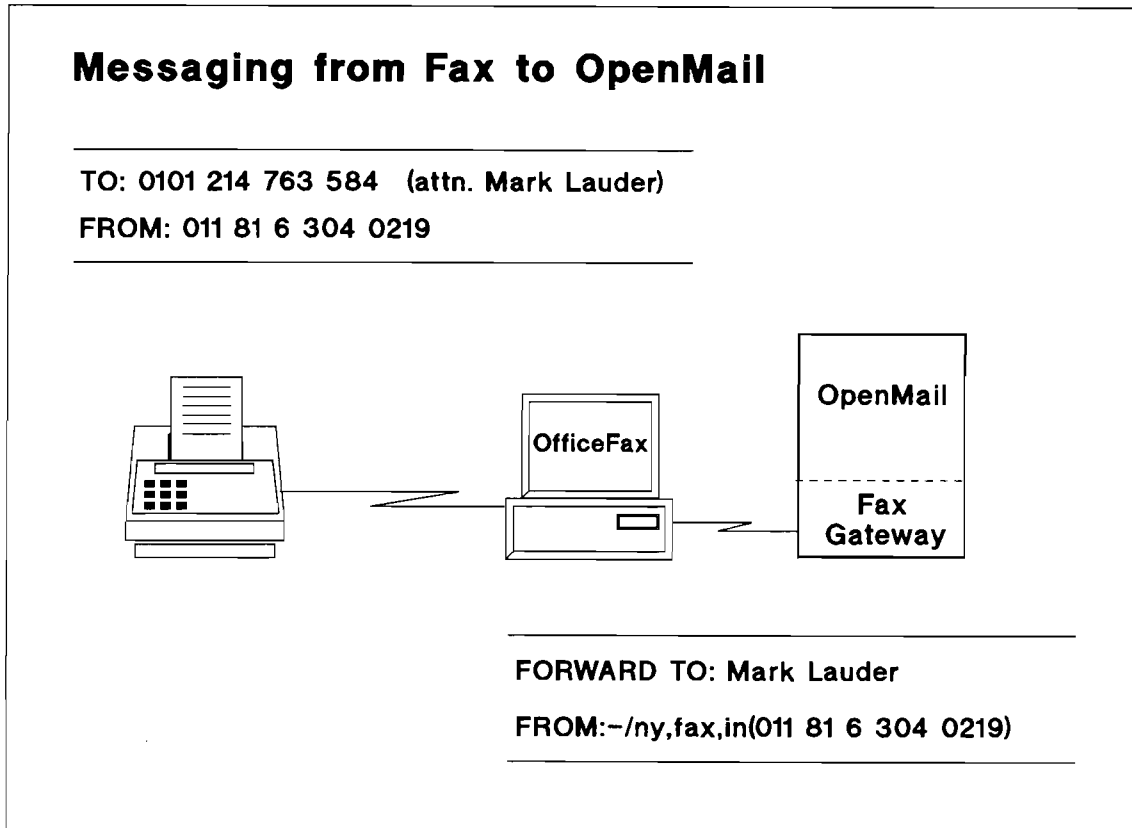 Messaging from Fax to OpenMail
TO: 0101 214 763 584 (attn. Mark Lauder)
FROM: 011 81 6 304 0219
OpenMail
OfficeFax
Fax
Gateway
FORWARD TO: Mark Lauder
FROM:-/ny,fax,in(011 81 6 304 0219)